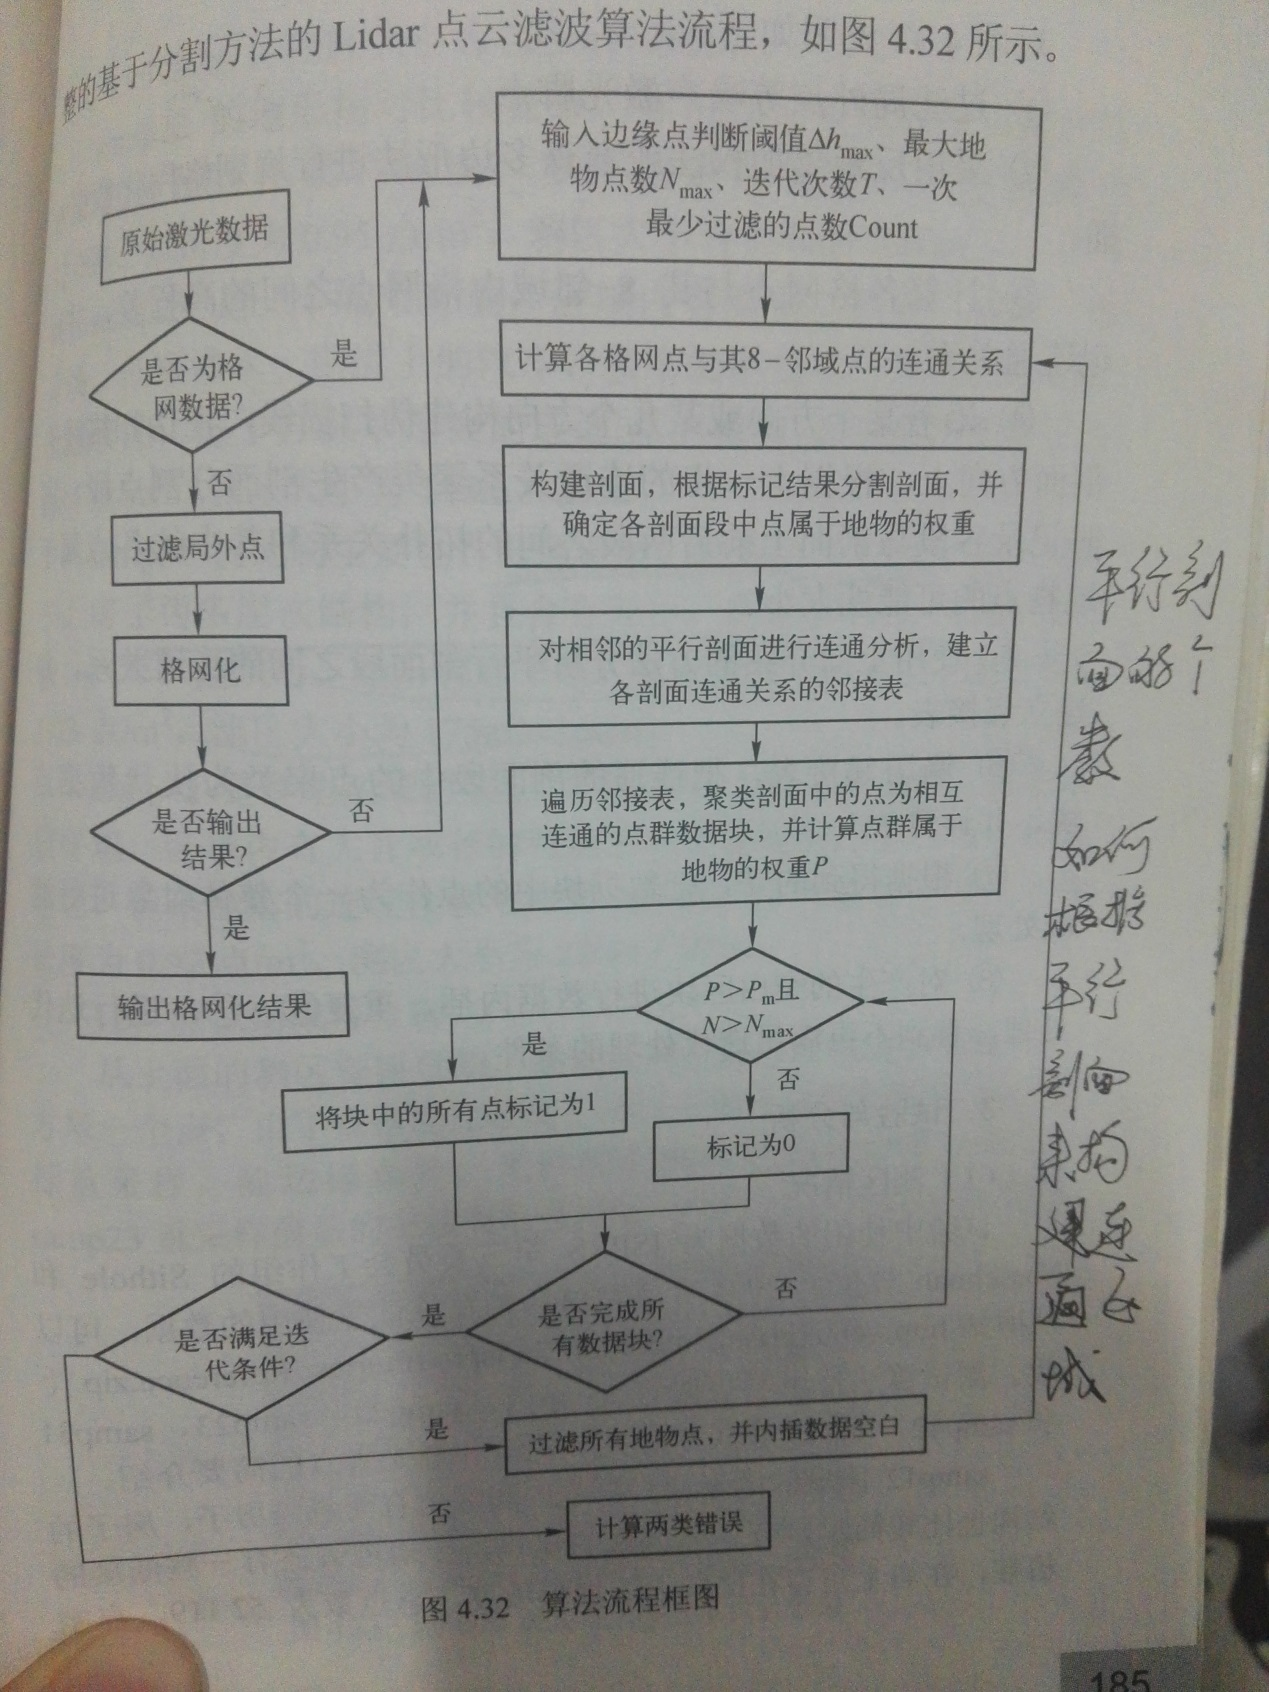 整的基于分割方法的 Lidar 点云滤波算法流程，如图 4.32 所示。
原始激光数据
是否为格
网数据?
是
否
过滤局外点
格网化
是否输出
结果?
否
是
输出格网化结果
输入边缘点判断阈值Δhmax、最大地
物点数Nmax、迭代次数T、一次
最少过滤的点数Count
计算各格网点与其8-邻域点的连通关系
构建剖面，根据标记结果分割剖面，并
确定各剖面段中点属于地物的权重
对相邻的平行剖面进行连通分析，建立
各剖面连通关系的邻接表
遍历邻接表，聚类剖面中的点为相互
连通的点群数据块，并计算点群属于
地物的权重P
P>Pm且
N>Nmax
是
否
将块中的所有点标记为1
标记为0
是否完成所
有数据块?
否
是
是否满足迭
代条件?
是
过滤所有地物点，并内插数据空白
否
计算两类错误
图 4.32 算法流程框图
185
平行剖
面的个
数
如何
根据
平行
剖面
来构
建连
通区
域